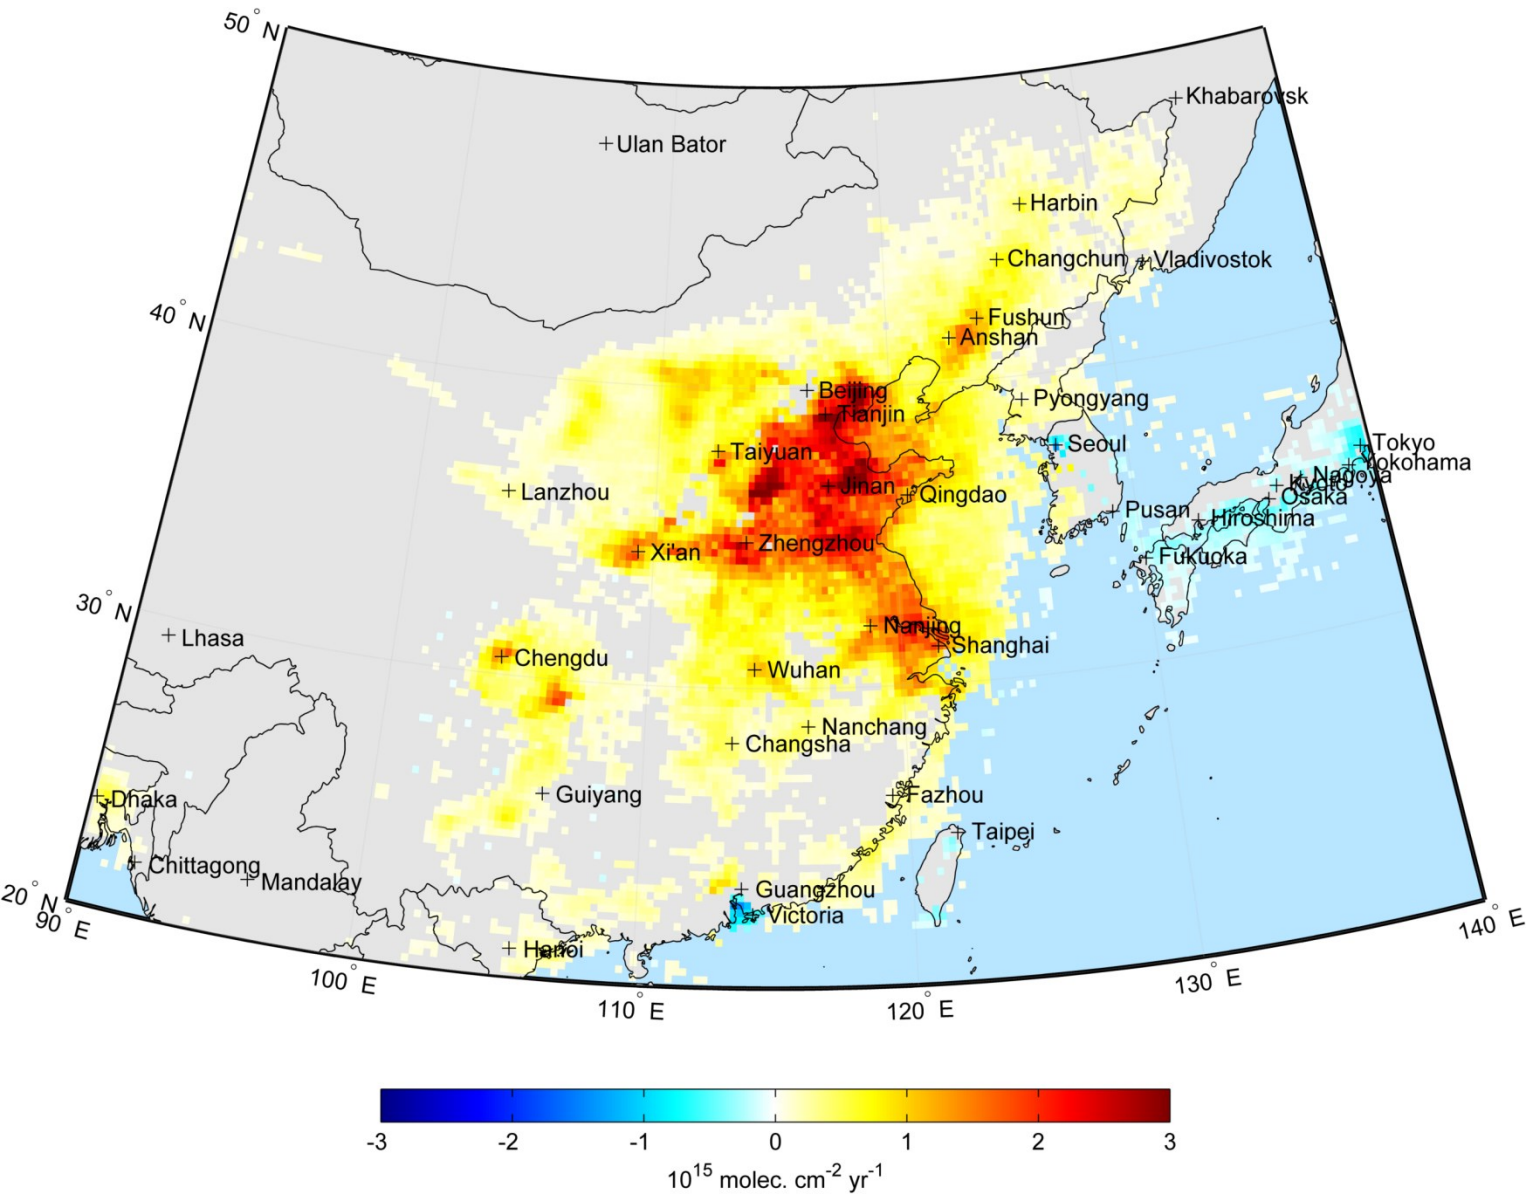 50° N
Khabarovsk
Ulan Bator
Harbin
Changchun
Vladivostok
40° N
Fushun
Anshan
Beijing
Pyongyang
Tianjin
Seoul
Tokyo
Taiyuan
Yokohama
Nagoya
Kyoto
Lanzhou
Jinan
Qingdao
Osaka
Pusan
Hiroshima
Xi'an
Zhengzhou
Fukuoka
30° N
Lhasa
Nanjing
Shanghai
Chengdu
Wuhan
Nanchang
Changsha
Dhaka
Guiyang
Fazhou
Taipei
Chittagong
Mandalay
Guangzhou
Victoria
20° N
90° E
Hanoi
140° E
100° E
130° E
110° E
120° E
-3 -2 -1 0 1 2 3
10^15 molec. cm^-2 yr^-1